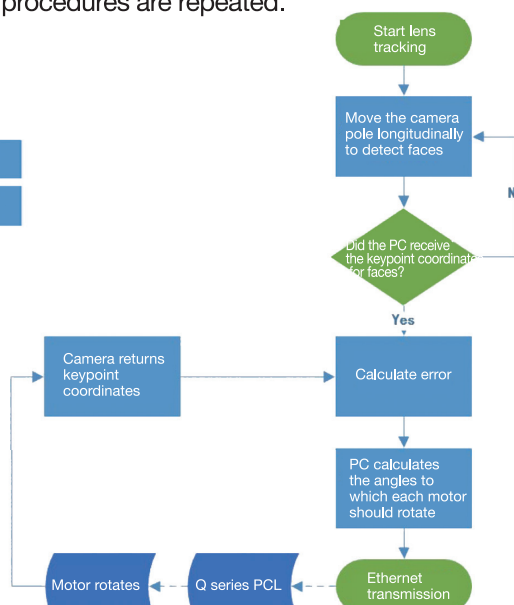 procedures are repeated.
Start lens
tracking
Move the camera
pole longitudinally
to detect faces
N
Did the PC receive
the keypoint coordinate
for faces?
Yes
Camera returns
keypoint
coordinates
Calculate error
PC calculates
the angles to
which each motor
should rotate
Motor rotates
Q series PCL
Ethernet
transmission